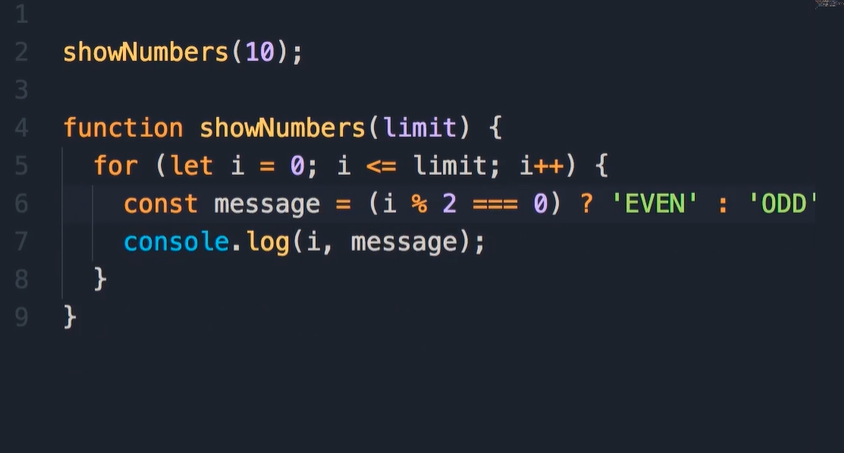 1
2 showNumbers(10);
3
4 function showNumbers(limit) {
5 for (let i = 0; i <= limit; i++) {
6 const message = (i % 2 === 0) ? 'EVEN' : 'ODD'
7 console.log(i, message);
8 }
9 }